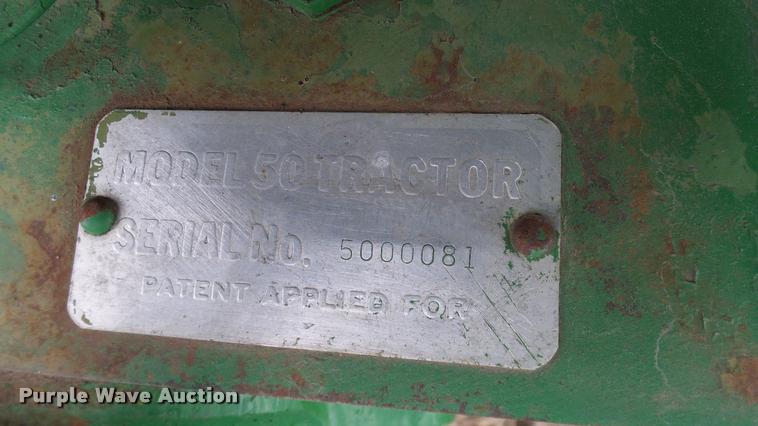 MODEL 50 TRACTOR
SERIAL NO. 5000081
PATENT APPLIED FOR
Purple Wave Auction